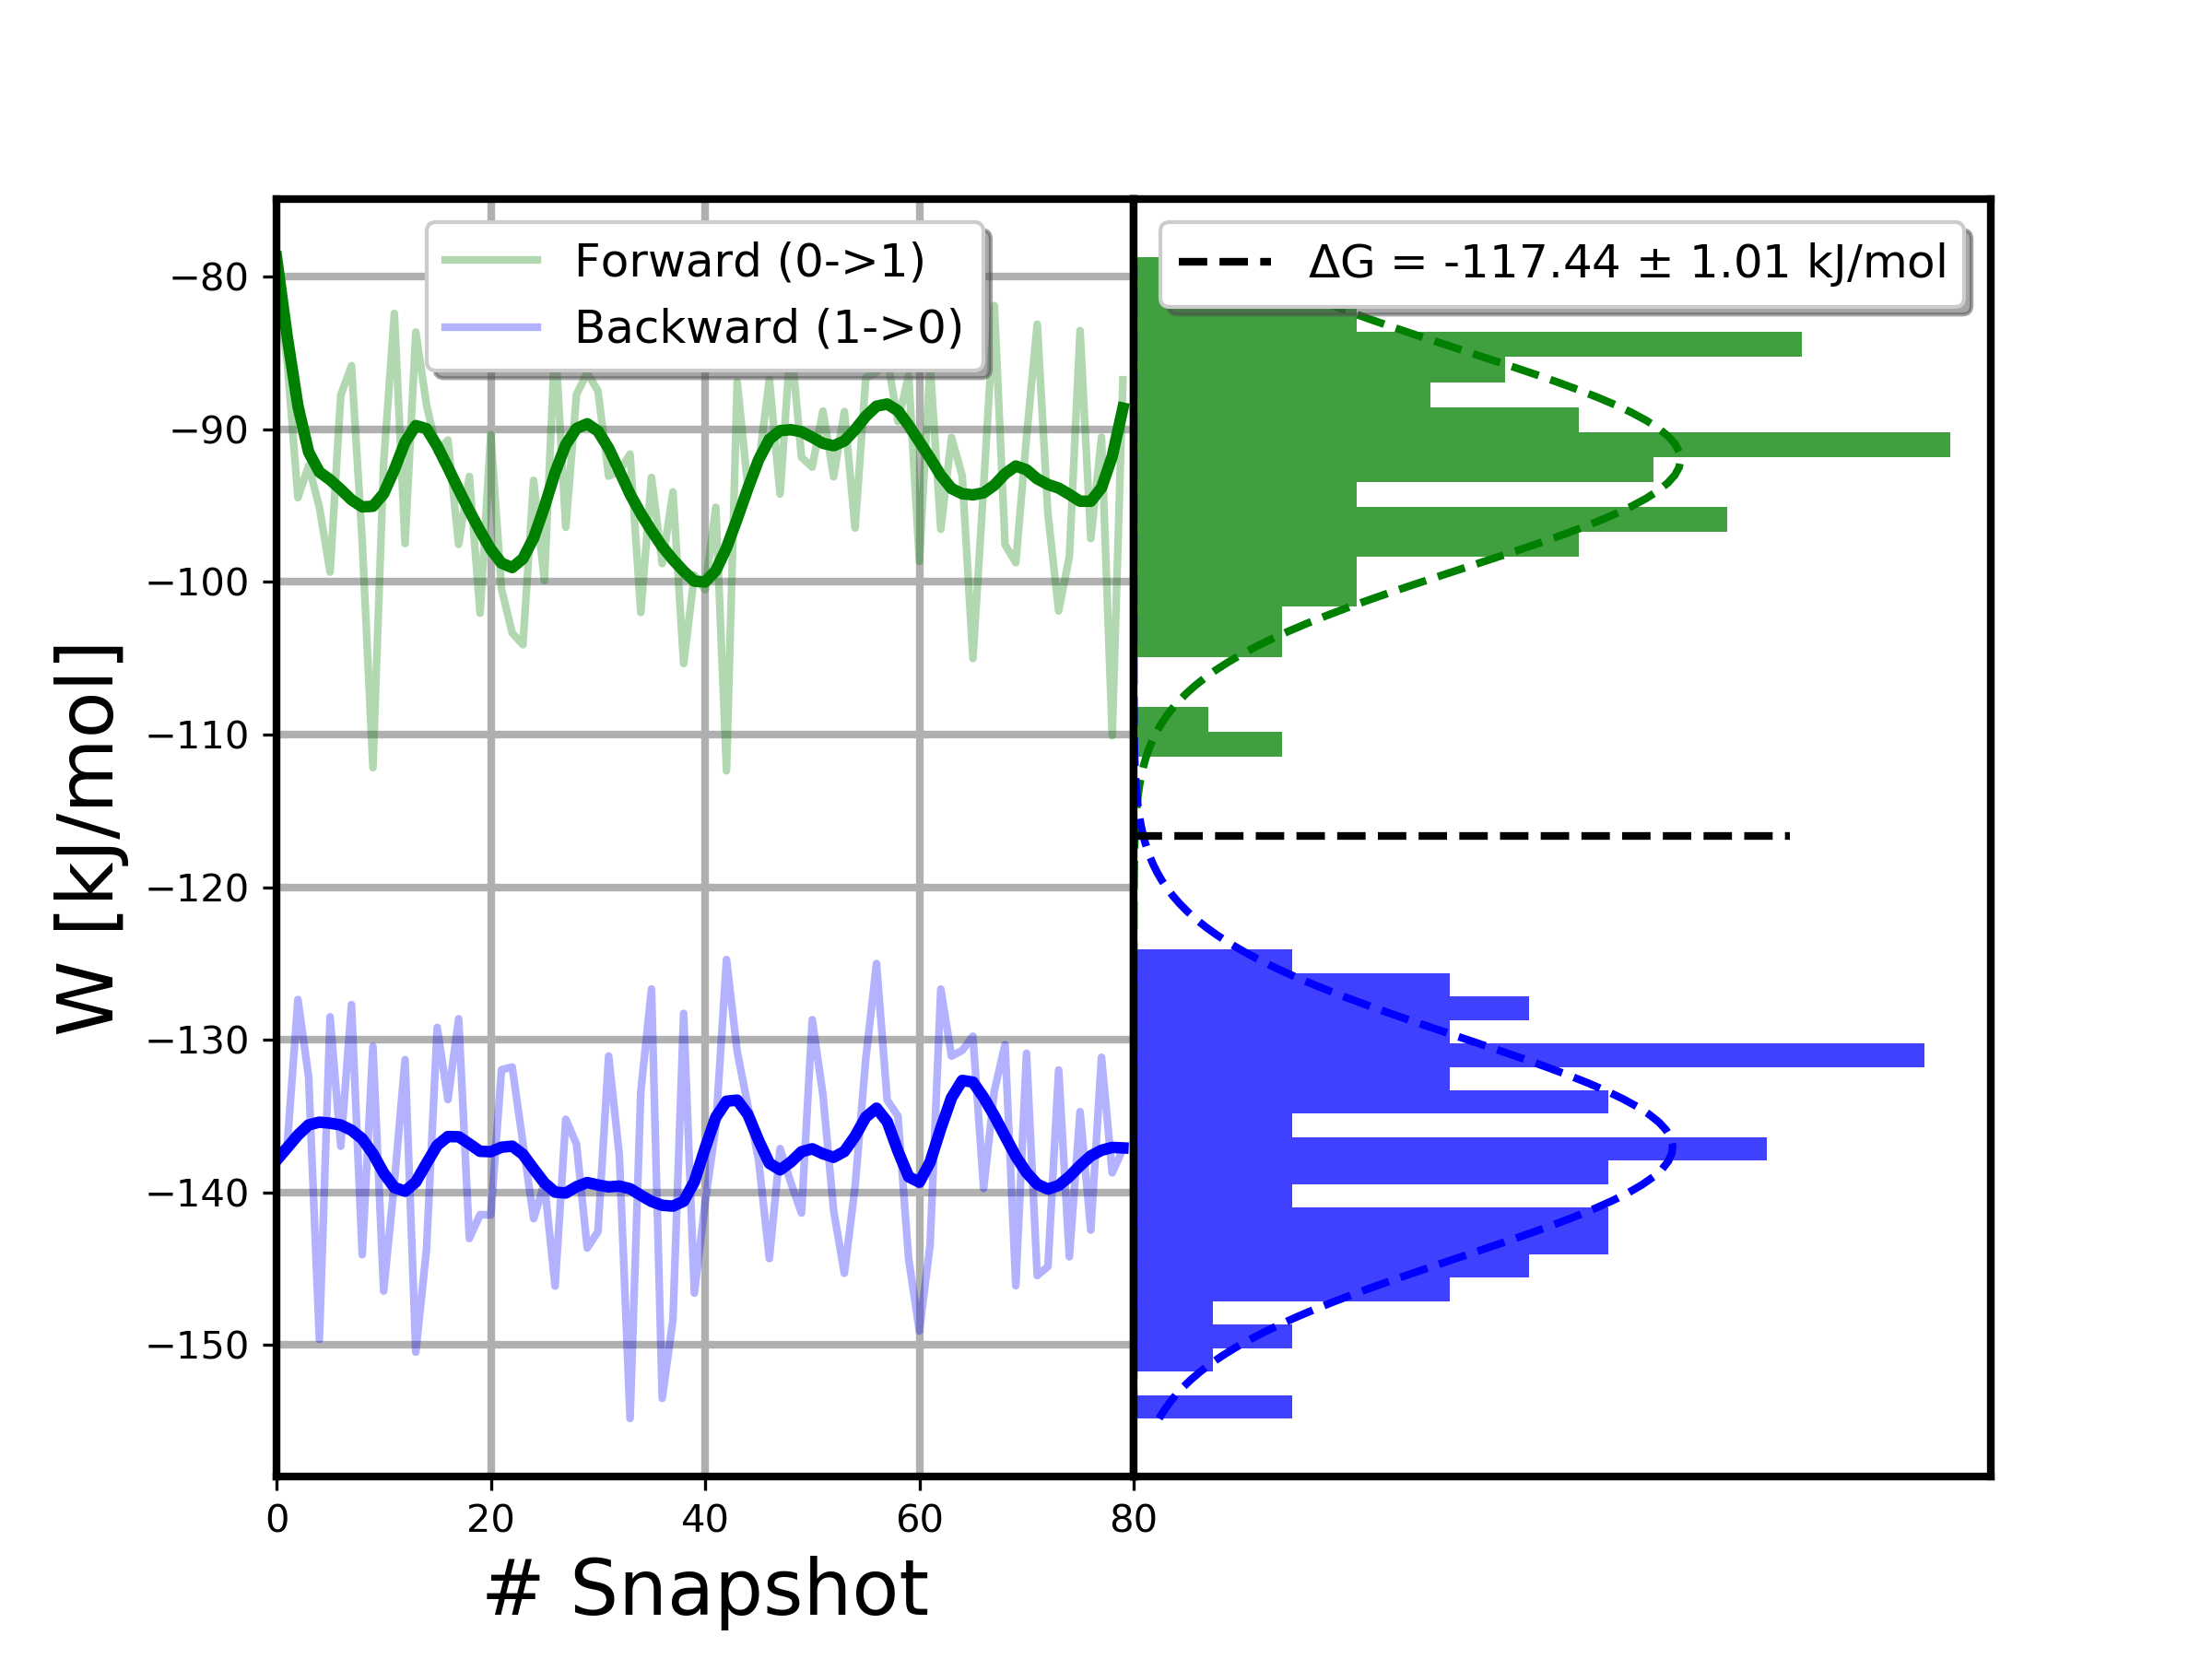 Forward (0->1)
Backward (1->0)
ΔG = -117.44 ± 1.01 kJ/mol
−80
−90
−100
−110
−120
−130
−140
−150
W [kJ/mol]
0 20 40 60 80
# Snapshot